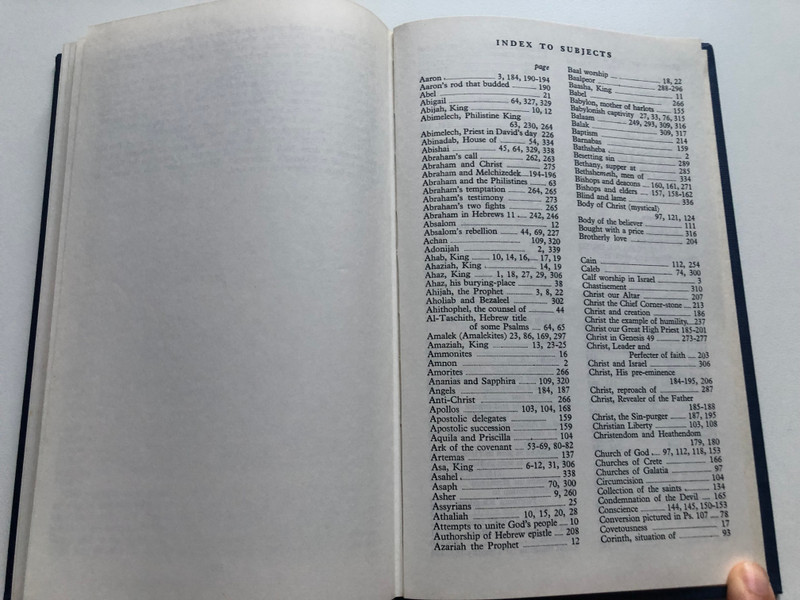 INDEX TO SUBJECTS
page
Aaron 3, 184, 190-194
Aaron's rod that budded 190
Abel 21
Abigail 64, 327, 329
Abijah, King 10, 12
Abimelech, Philistine King
63, 230, 264
Abimelech, Priest in David's day 226
Abinadab, House of 54, 334
Abishai 45, 64, 329, 338
Abraham's call 262, 263
Abraham and Christ 275
Abraham and Melchizedek 194-196
Abraham and the Philistines 63
Abraham's temptation 264, 265
Abraham's testimony 273
Abraham's two fights 265
Abraham in Hebrews 11 242, 246
Absalom 12
Absalom's rebellion 44, 69, 227
Achan 109, 320
Adonijah 2, 339
Ahab, King 10, 14, 16, 17, 19
Ahaziah, King 14, 19
Ahaz, King 1, 18, 27, 29, 306
Ahaz, his burying-place 38
Ahijah, the Prophet 3, 8, 22
Aholiab and Bezaleel 302
Ahithophel, the counsel of 44
Al-Taschith, Hebrew title
of some Psalms 64, 65
Amalek (Amalekites) 23, 86, 169, 297
Amaziah, King 13, 23-25
Ammonites 16
Amnon 2
Amorites 266
Ananias and Sapphira 109, 320
Angels 184, 187
Anti-Christ 266
Apollos 103, 104, 168
Apostolic delegates 159
Apostolic succession 159
Aquila and Priscilla 104
Ark of the covenant 53-69, 80-82
Artemas 137
Asa, King 6-12, 31, 306
Asahel 338
Asaph 70, 300
Asher 9, 260
Assyrians 25
Athaliah 10, 15, 20, 28
Attempts to unite God's people 10
Authorship of Hebrew epistle 208
Azariah the Prophet 12
Baal worship 18, 22
Baalpeor 288-296
Baasha, King 11
Babel 266
Babylon, mother of harlots 155
Babylonish captivity 27, 33, 76, 315
Balaam 249, 293, 309, 316
Balak 309, 317
Baptism 214
Barnabas 159
Bathsheba 2
Besetting sin 289
Bethany, supper at 285
Bethshemesh, men of 334
Bishops and deacons 160, 161, 271
Bishops and elders 157, 158-162
Blind and lame 336
Body of Christ (mystical)
97, 121, 124
Body of the believer 111
Bought with a price 316
Brotherly love 204
Cain 112, 254
Caleb 74, 300
Calf worship in Israel 3
Chastisement 310
Christ our Altar 207
Christ the Chief Corner-stone 213
Christ and creation 186
Christ the example of humility 237
Christ our Great High Priest 185-201
Christ in Genesis 49 273-277
Christ, Leader and
Perfecter of faith 203
Christ and Israel 306
Christ, His pre-eminence
184-195, 206
Christ, reproach of 287
Christ, Revealer of the Father
185-188
Christ, the Sin-purger 187, 195
Christian Liberty 103, 108
Christendom and Heathendom
179, 180
Church of God 97, 112, 118, 153
Churches of Crete 166
Churches of Galatia 97
Circumcision 104
Collection of the saints 134
Condemnation of the Devil 165
Conscience 144, 145, 150-153
Conversion pictured in Ps. 107 78
Covetousness 17
Corinth, situation of 93